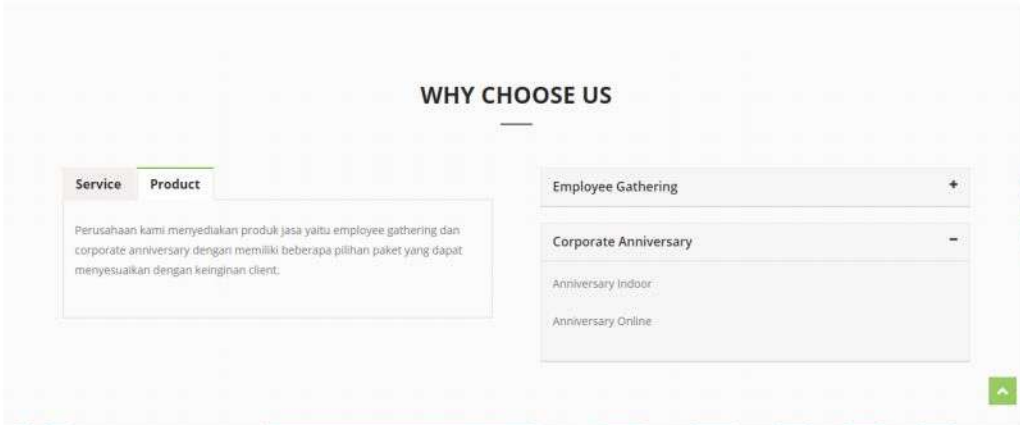 WHY CHOOSE US
Service Product
Perusahaan kami menyediakan produk jasa yaitu employee gathering dan
corporate anniversary dengan memiliki beberapa pilihan paket yang dapat
menyesuaikan dengan keinginan client.
Employee Gathering +
Corporate Anniversary -
Anniversary Indoor
Anniversary Online